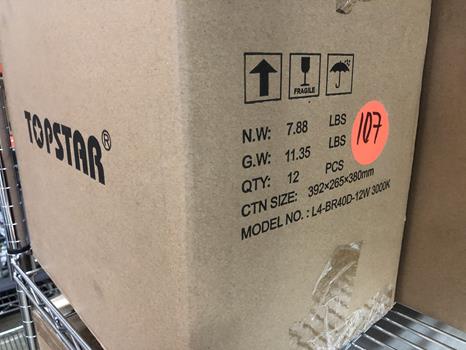 TOPSTAR®
FRAGILE
N.W: 7.88 LBS
G.W: 11.35 LBS
QTY: 12 PCS
CTN SIZE: 392×265×380mm
MODEL NO. : L4-BR40D-12W 3000K
107